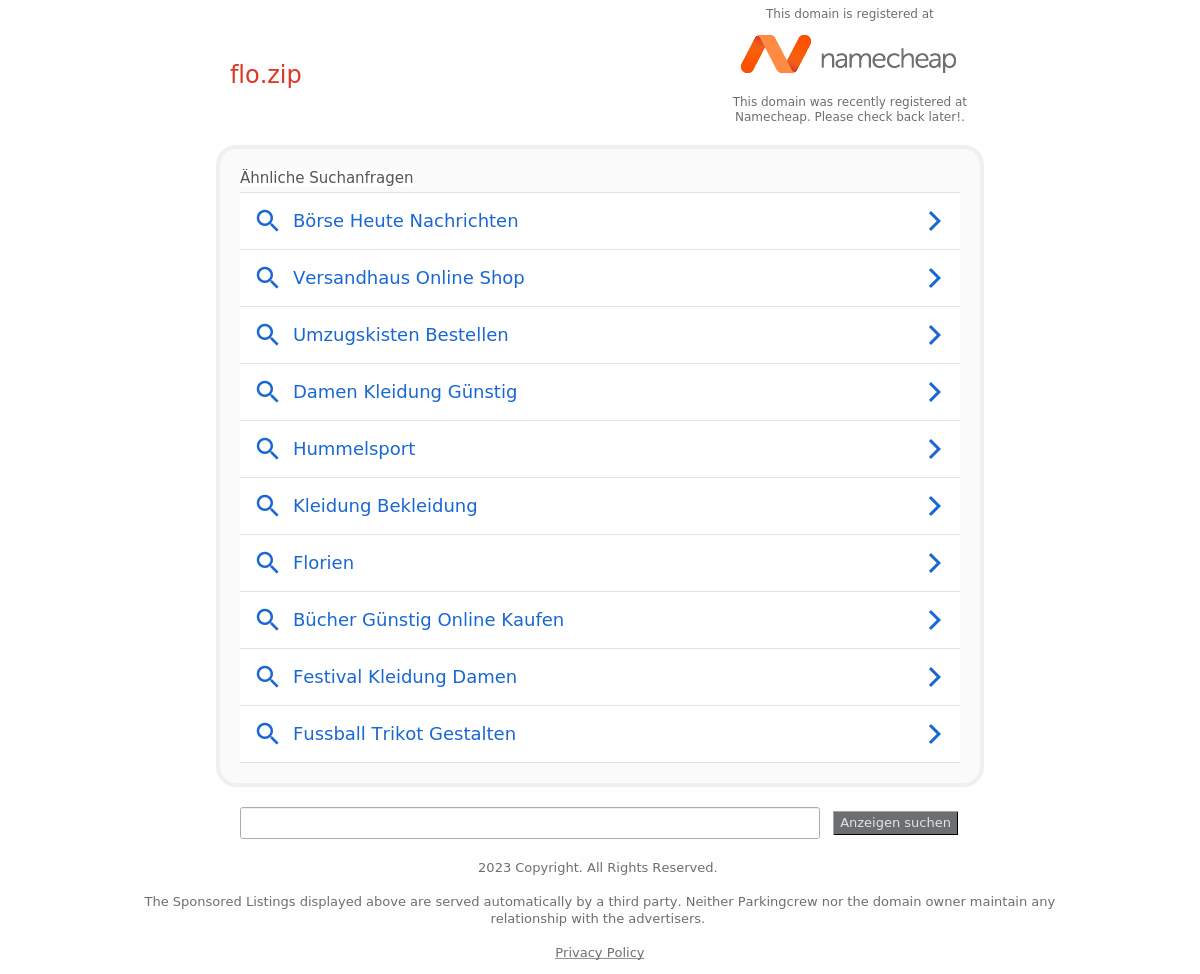 This domain is registered at
flo.zip
namecheap
This domain was recently registered at
Namecheap. Please check back later!.
Ähnliche Suchanfragen
Börse Heute Nachrichten
Versandhaus Online Shop
Umzugskisten Bestellen
Damen Kleidung Günstig
Hummelsport
Kleidung Bekleidung
Florien
Bücher Günstig Online Kaufen
Festival Kleidung Damen
Fussball Trikot Gestalten
Anzeigen suchen
2023 Copyright. All Rights Reserved.
The Sponsored Listings displayed above are served automatically by a third party. Neither Parkingcrew nor the domain owner maintain any
relationship with the advertisers.
Privacy Policy